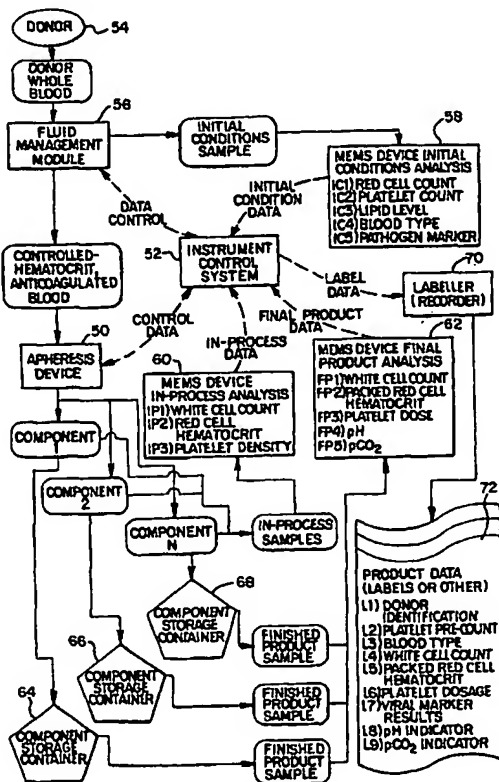 DONOR
54
DONOR
WHOLE
BLOOD
56
FLUID
MANAGEMENT
MODULE
INITIAL
CONDITIONS
SAMPLE
58
MEMS DEVICE INITIAL
CONDITIONS ANALYSIS
IC1) RED CELL COUNT
IC2) PLATELET COUNT
IC3) LIPID LEVEL
IC4) BLOOD TYPE
IC5) PATHOGEN MARKER
DATA
CONTROL
INITIAL
CONDITION
DATA
52
INSTRUMENT
CONTROL
SYSTEM
LABEL
DATA
70
LABELLER
(RECORDER)
CONTROLLED-
HEMATOCRIT,
ANTICOAGULATED
BLOOD
CONTROL
DATA
FINAL PRODUCT
DATA
IN-PROCESS
DATA
62
50
APHERESIS
DEVICE
60
MEMS DEVICE
IN-PROCESS ANALYSIS
IP1) WHITE CELL COUNT
IP2) RED CELL
HEMATOCRIT
IP3) PLATELET DENSITY
MEMS DEVICE FINAL
PRODUCT ANALYSIS
FP1) WHITE CELL COUNT
FP2) PACKED RED CELL
HEMATOCRIT
FP3) PLATELET DOSE
FP4) pH
FP5) pCO2
COMPONENT
COMPONENT
2
COMPONENT
N
IN-PROCESS
SAMPLES
72
68
COMPONENT
STORAGE
CONTAINER
FINISHED
PRODUCT
SAMPLE
66
COMPONENT
STORAGE
CONTAINER
FINISHED
PRODUCT
SAMPLE
64
COMPONENT
STORAGE
CONTAINER
FINISHED
PRODUCT
SAMPLE
PRODUCT DATA
(LABELS OR OTHER)
L1) DONOR
IDENTIFICATION
L2) PLATELET PRE-COUNT
L3) BLOOD TYPE
L4) WHITE CELL COUNT
L5) PACKED RED CELL
HEMATOCRIT
L6) PLATELET DOSAGE
L7) VIRAL MARKER
RESULTS
L8) pH INDICATOR
L9) pCO2 INDICATOR